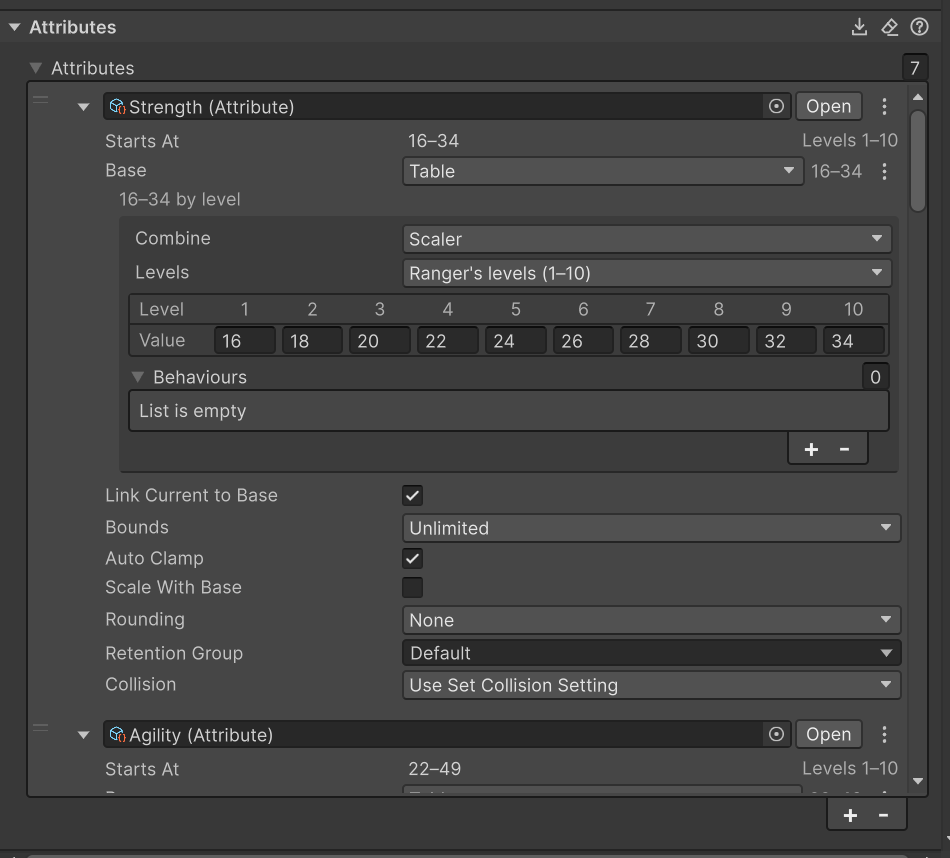 Attributes
Attributes 7
Strength (Attribute) Open
Starts At 16–34 Levels 1–10
Base Table 16–34
16–34 by level
Combine Scaler
Levels Ranger's levels (1–10)
Level 1 2 3 4 5 6 7 8 9 10
Value 16 18 20 22 24 26 28 30 32 34
Behaviours 0
List is empty
+ -
Link Current to Base
Bounds Unlimited
Auto Clamp
Scale With Base
Rounding None
Retention Group Default
Collision Use Set Collision Setting
Agility (Attribute) Open
Starts At 22–49 Levels 1–10
+ -